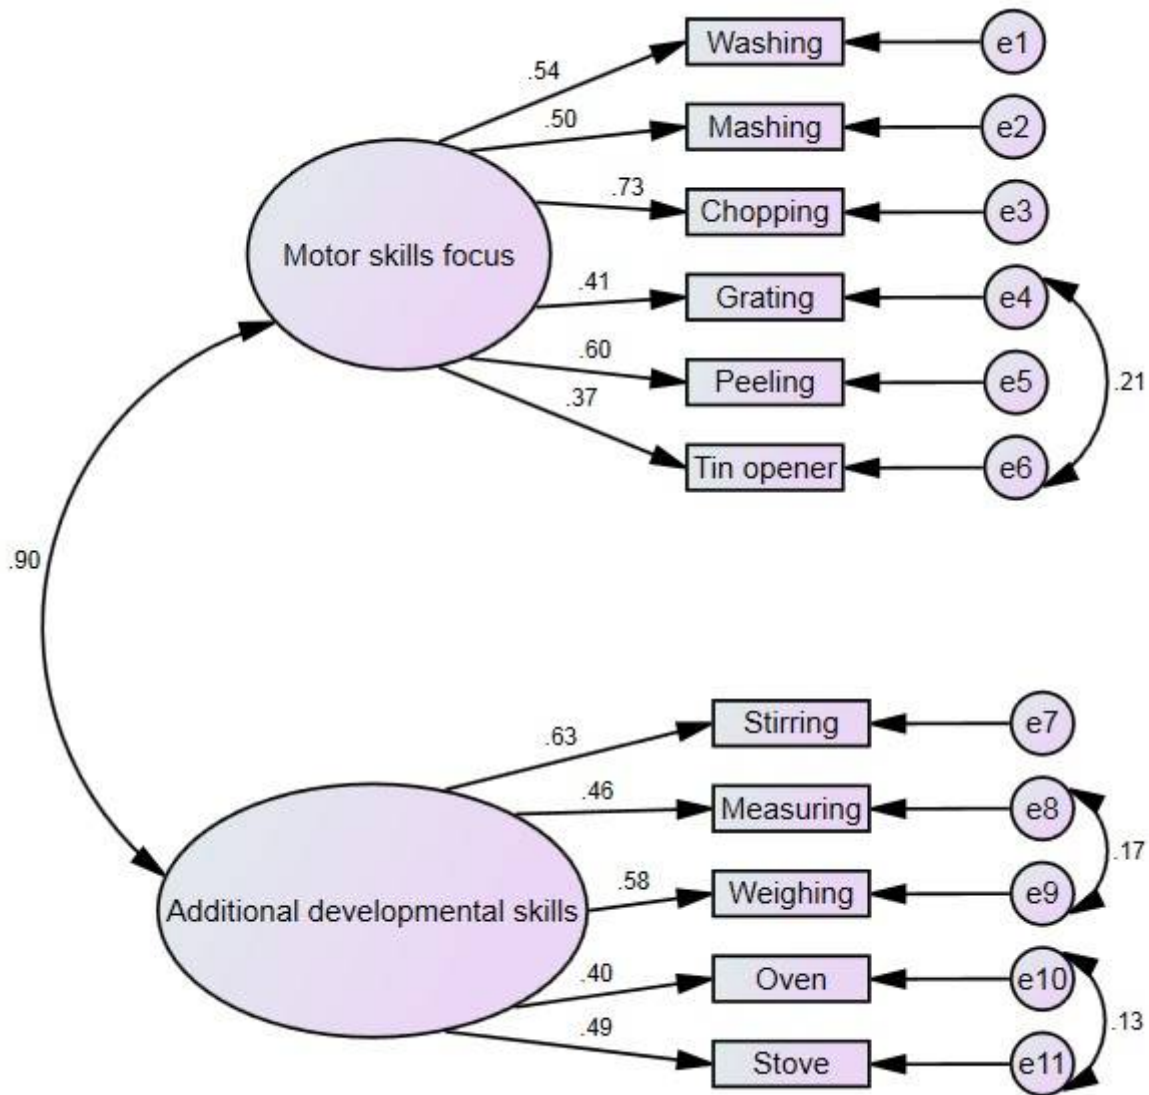 Washing
e1
.54
.50
Mashing
e2
.73
Chopping
e3
Motor skills focus
.41
Grating
e4
.60
Peeling
e5
.21
.37
Tin opener
e6
.90
Stirring
e7
.63
.46
Measuring
e8
.17
.58
Weighing
e9
Additional developmental skills
.40
Oven
e10
.13
.49
Stove
e11